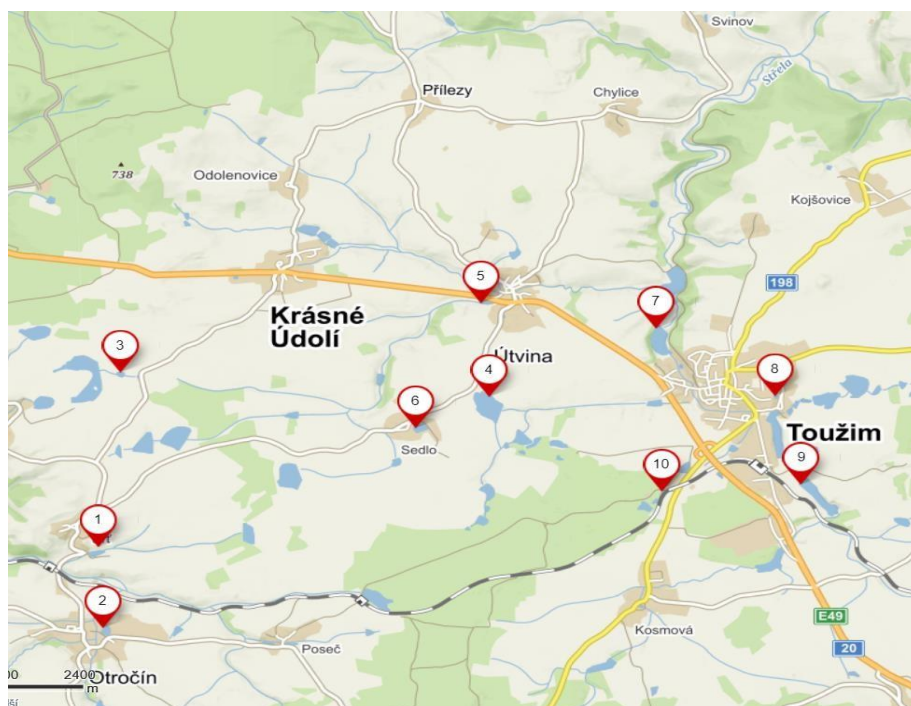 Svinov
Střela
Přílezy
Chylice
738
Odolenovice
Kojšovice
198
5
7
Krásné
Údolí
3
Útvina
4
8
6
Toužim
Sedlo
9
10
1
2
E49
Kosmová
Poseč
20
2400
Otročín
m